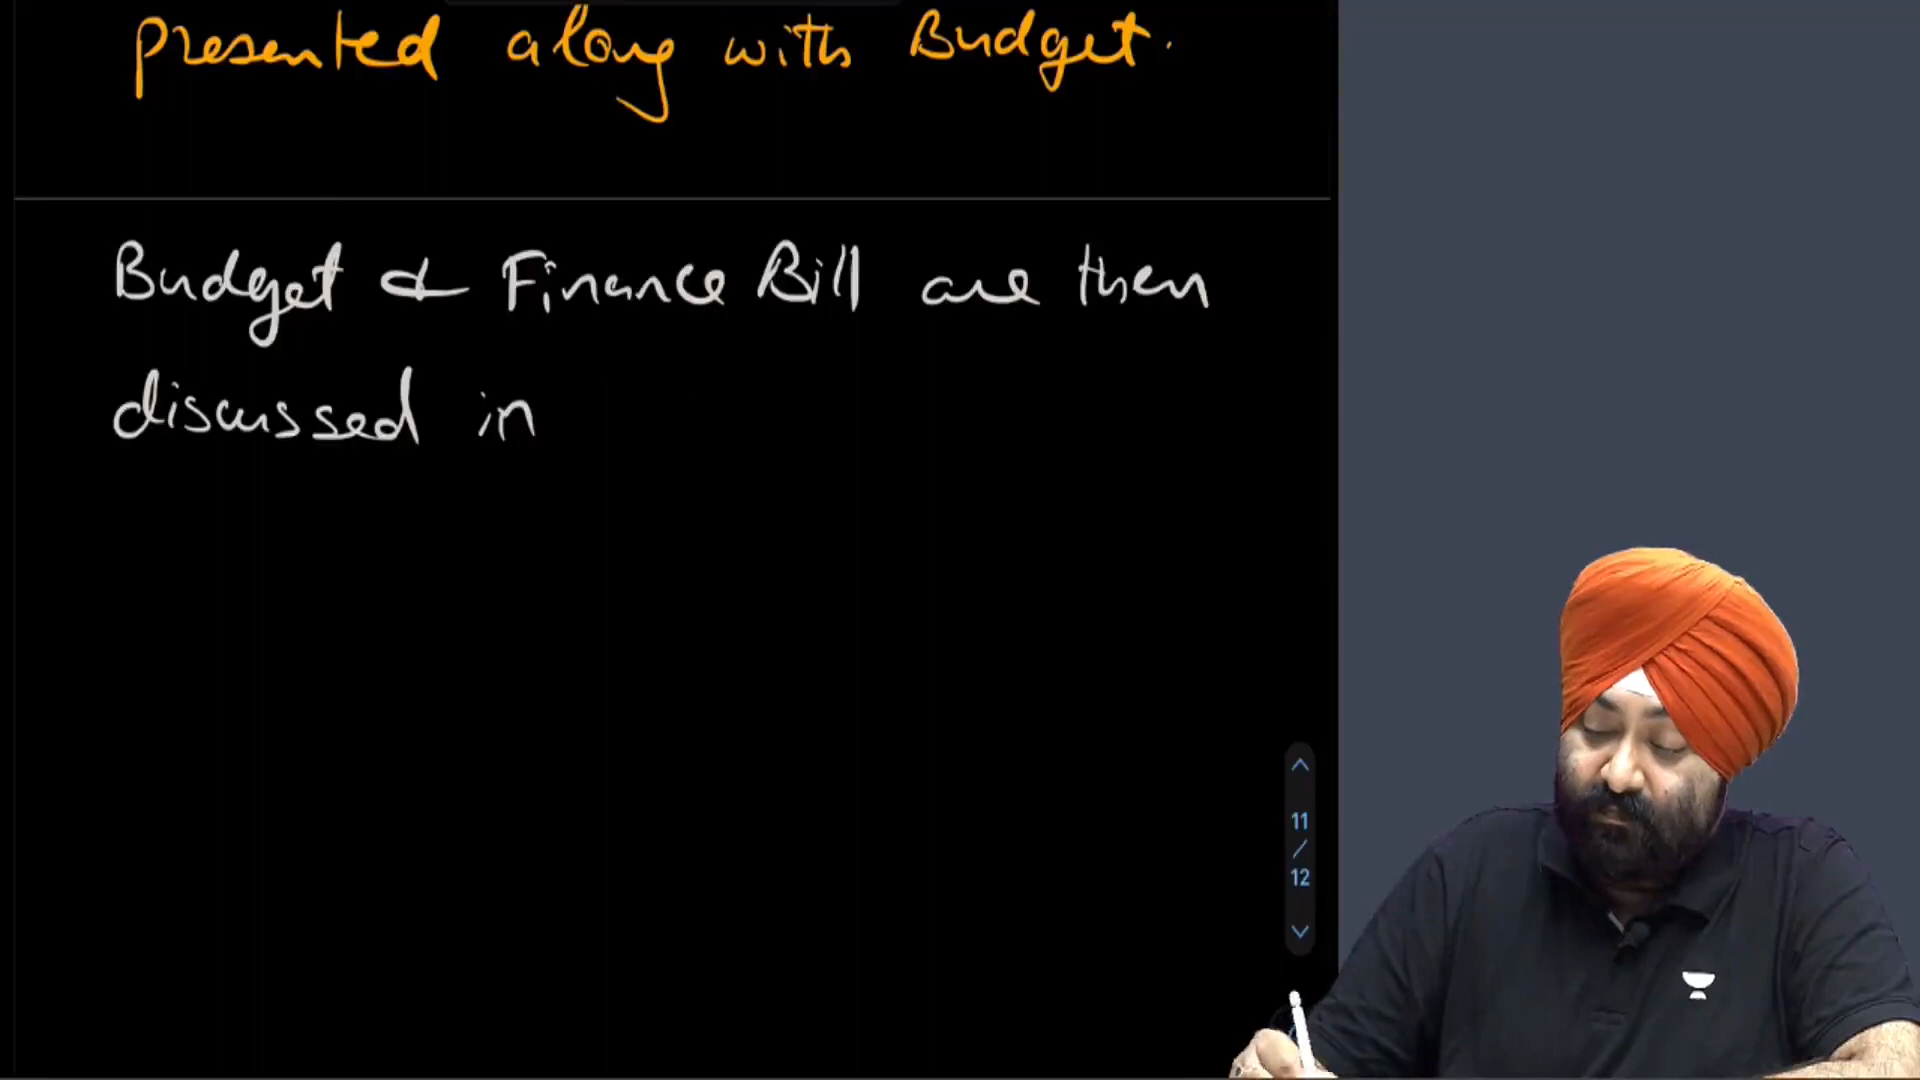 presented along with Budget.
Budget & Finance Bill are then
discussed in
11
/
12